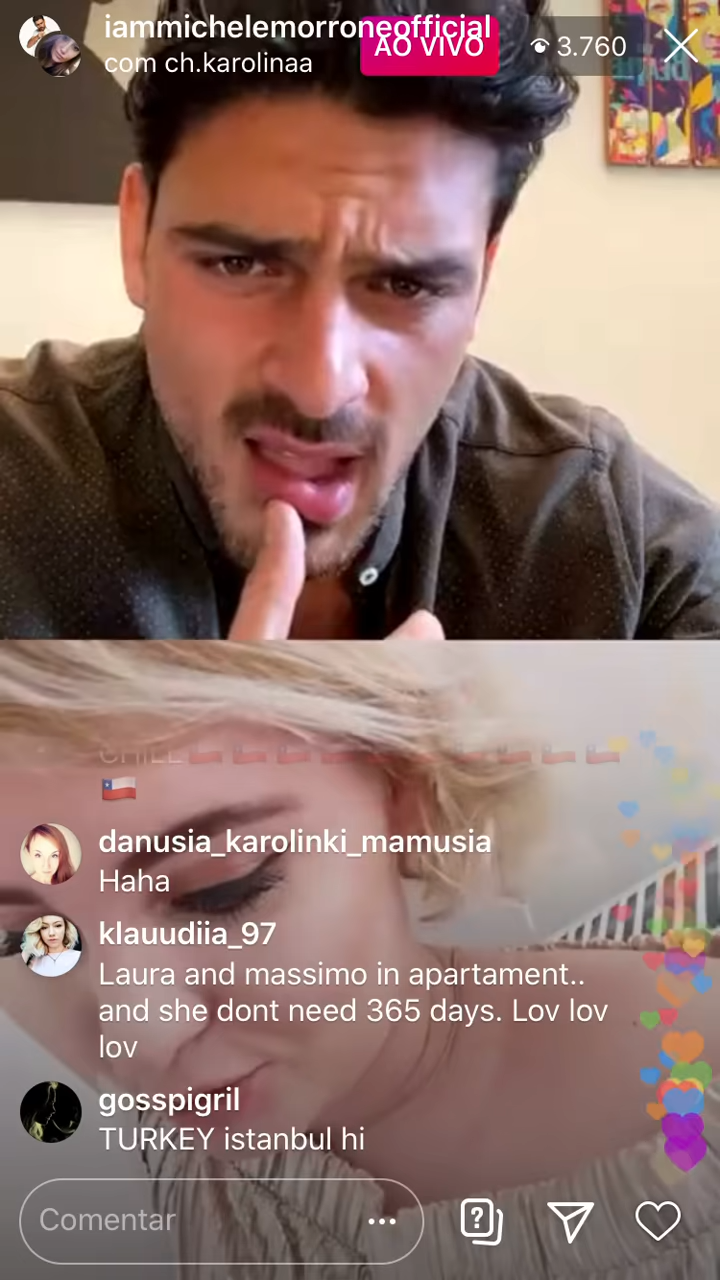 iammichelemorroneofficial
com ch.karolinaa
AO VIVO
3.760
CHILE🇨🇱🇨🇱🇨🇱🇨🇱🇨🇱🇨🇱🇨🇱🇨🇱🇨🇱🇨🇱
🇨🇱
danusia_karolinki_mamusia
Haha
klauudiia_97
Laura and massimo in apartament..
and she dont need 365 days. Lov lov
lov
gosspigril
TURKEY istanbul hi
Comentar